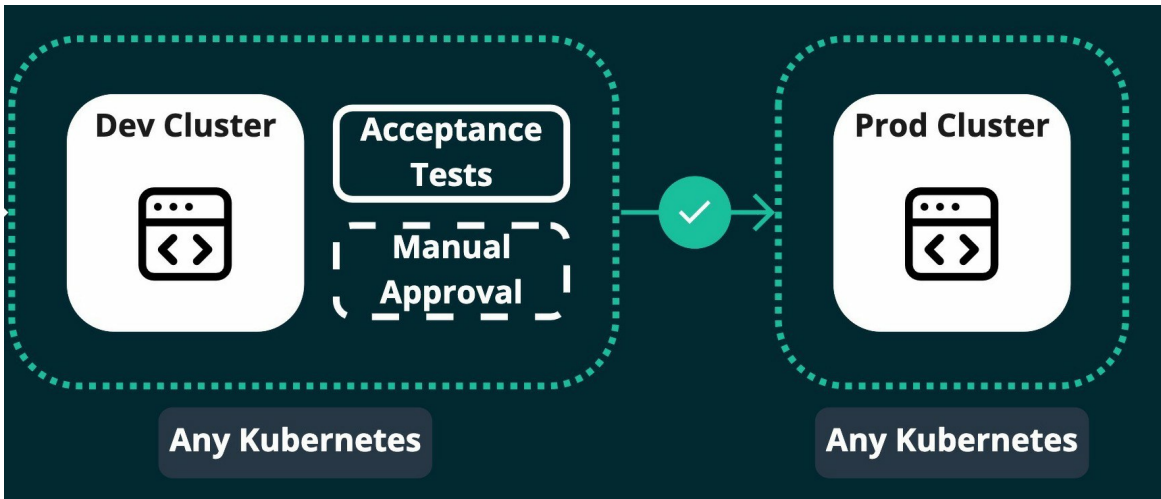 Dev Cluster
Acceptance
Tests
Manual
Approval
Any Kubernetes
Prod Cluster
Any Kubernetes